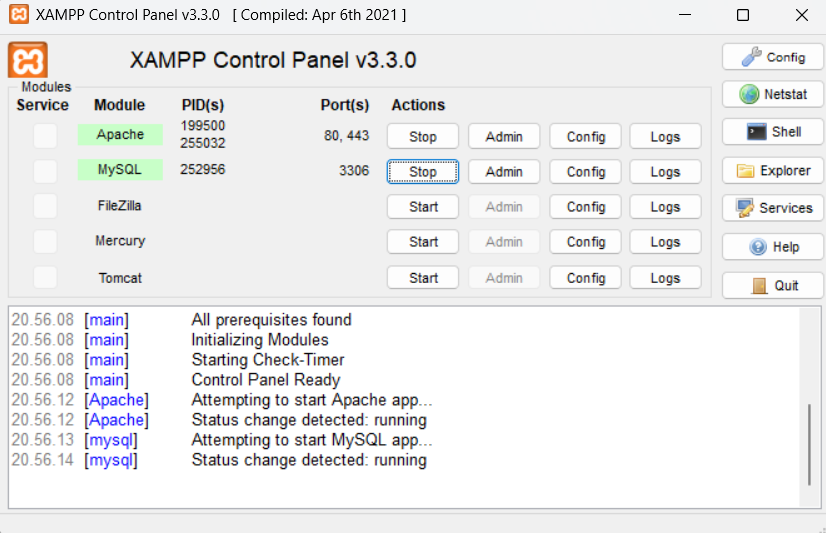 XAMPP Control Panel v3.3.0 [ Compiled: Apr 6th 2021 ]
XAMPP Control Panel v3.3.0
Config
Modules
Service Module PID(s) Port(s) Actions
Netstat
Apache 199500 255032 80, 443 Stop Admin Config Logs
Shell
MySQL 252956 3306 Stop Admin Config Logs
Explorer
FileZilla Start Admin Config Logs
Services
Mercury Start Admin Config Logs
Help
Tomcat Start Admin Config Logs
Quit
20.56.08 [main] All prerequisites found
20.56.08 [main] Initializing Modules
20.56.08 [main] Starting Check-Timer
20.56.08 [main] Control Panel Ready
20.56.12 [Apache] Attempting to start Apache app...
20.56.12 [Apache] Status change detected: running
20.56.13 [mysql] Attempting to start MySQL app...
20.56.14 [mysql] Status change detected: running